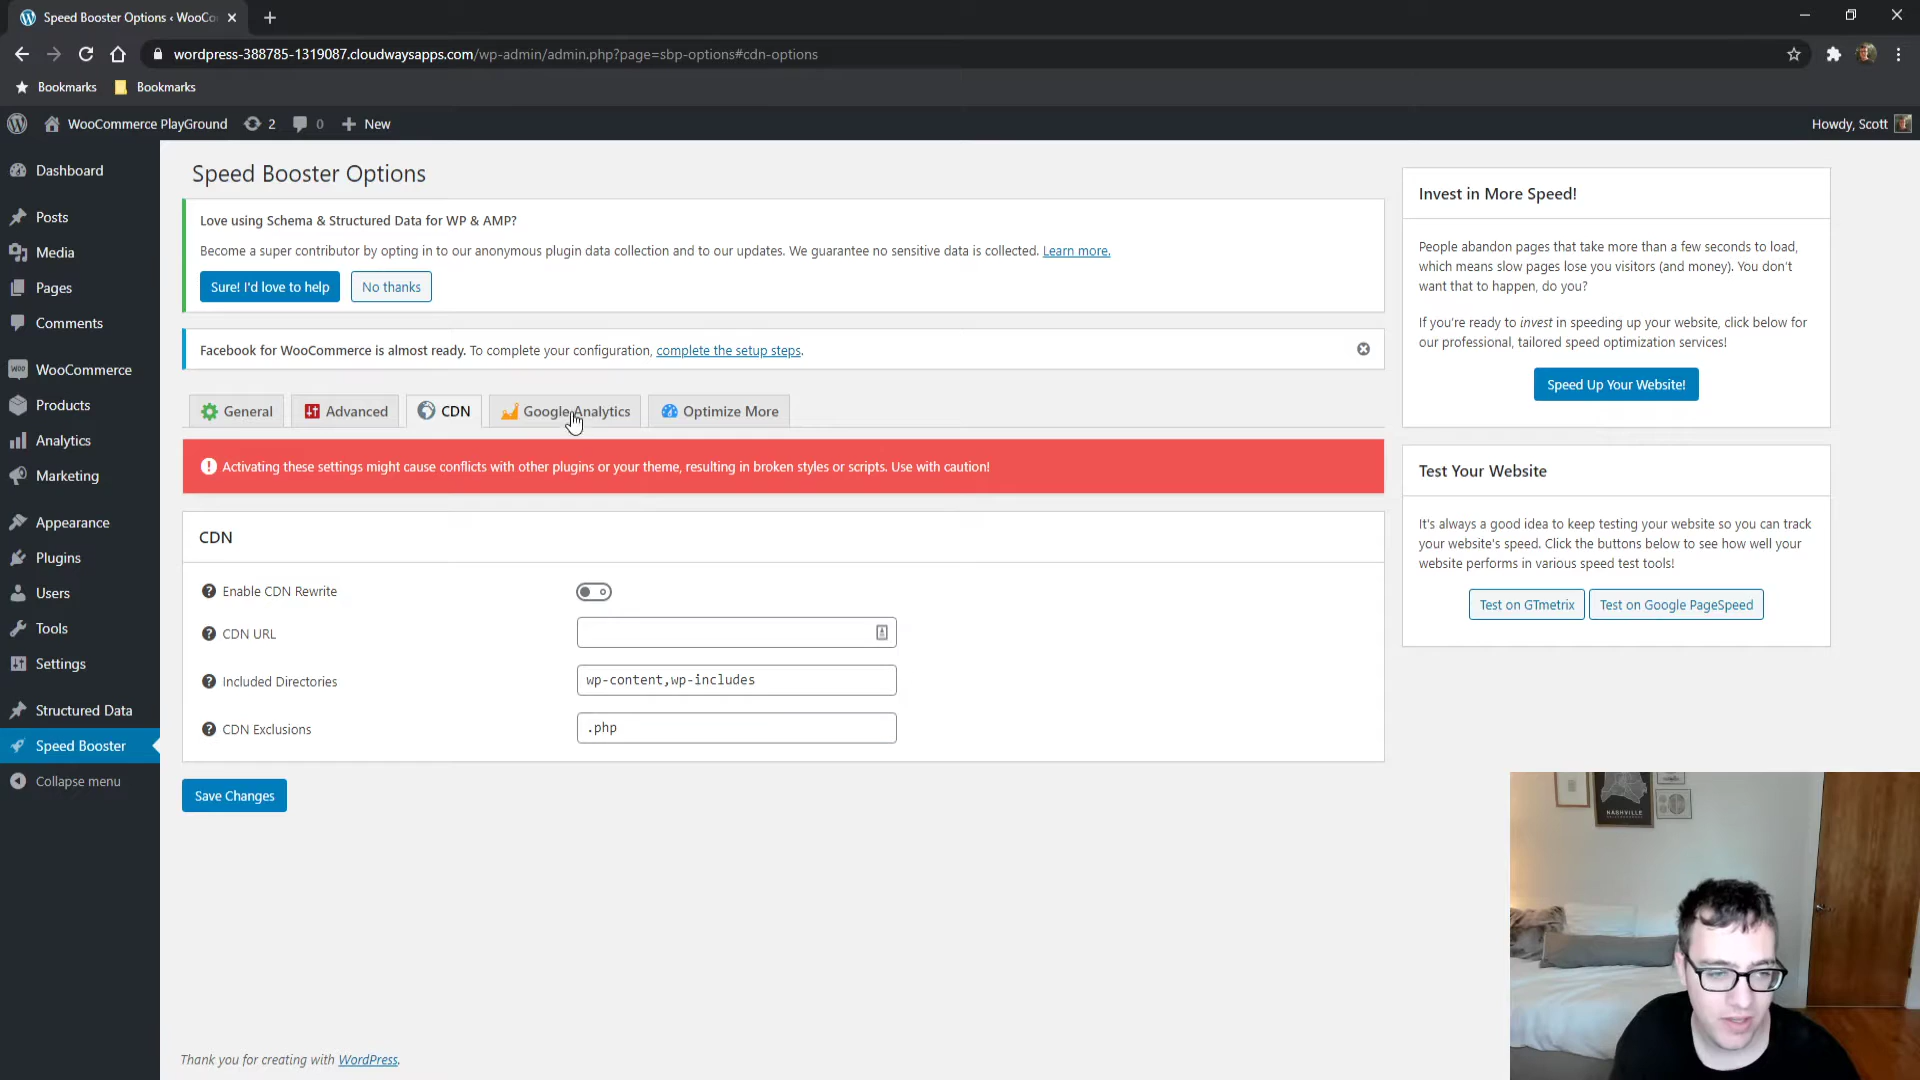 Speed Booster Options ‹ WooCo
wordpress-388785-1319087.cloudwaysapps.com/wp-admin/admin.php?page=sbp-options#cdn-options
Bookmarks
Bookmarks
WooCommerce PlayGround
2
0
New
Howdy, Scott
Dashboard
Posts
Media
Pages
Comments
WOO
WooCommerce
Products
Analytics
Marketing
Appearance
Plugins
Users
Tools
Settings
Structured Data
Speed Booster
Collapse menu
Speed Booster Options
Love using Schema & Structured Data for WP & AMP?
Become a super contributor by opting in to our anonymous plugin data collection and to our updates. We guarantee no sensitive data is collected. Learn more.
Sure! I'd love to help
No thanks
Facebook for WooCommerce is almost ready. To complete your configuration, complete the setup steps.
General
Advanced
CDN
Google Analytics
Optimize More
Activating these settings might cause conflicts with other plugins or your theme, resulting in broken styles or scripts. Use with caution!
CDN
Enable CDN Rewrite
CDN URL
Included Directories
wp-content,wp-includes
CDN Exclusions
.php
Save Changes
Thank you for creating with WordPress.
Invest in More Speed!
People abandon pages that take more than a few seconds to load,
which means slow pages lose you visitors (and money). You don't
want that to happen, do you?
If you're ready to invest in speeding up your website, click below for
our professional, tailored speed optimization services!
Speed Up Your Website!
Test Your Website
It's always a good idea to keep testing your website so you can track
your website's speed. Click the buttons below to see how well your
website performs in various speed test tools!
Test on GTmetrix
Test on Google PageSpeed
NASHVILLE